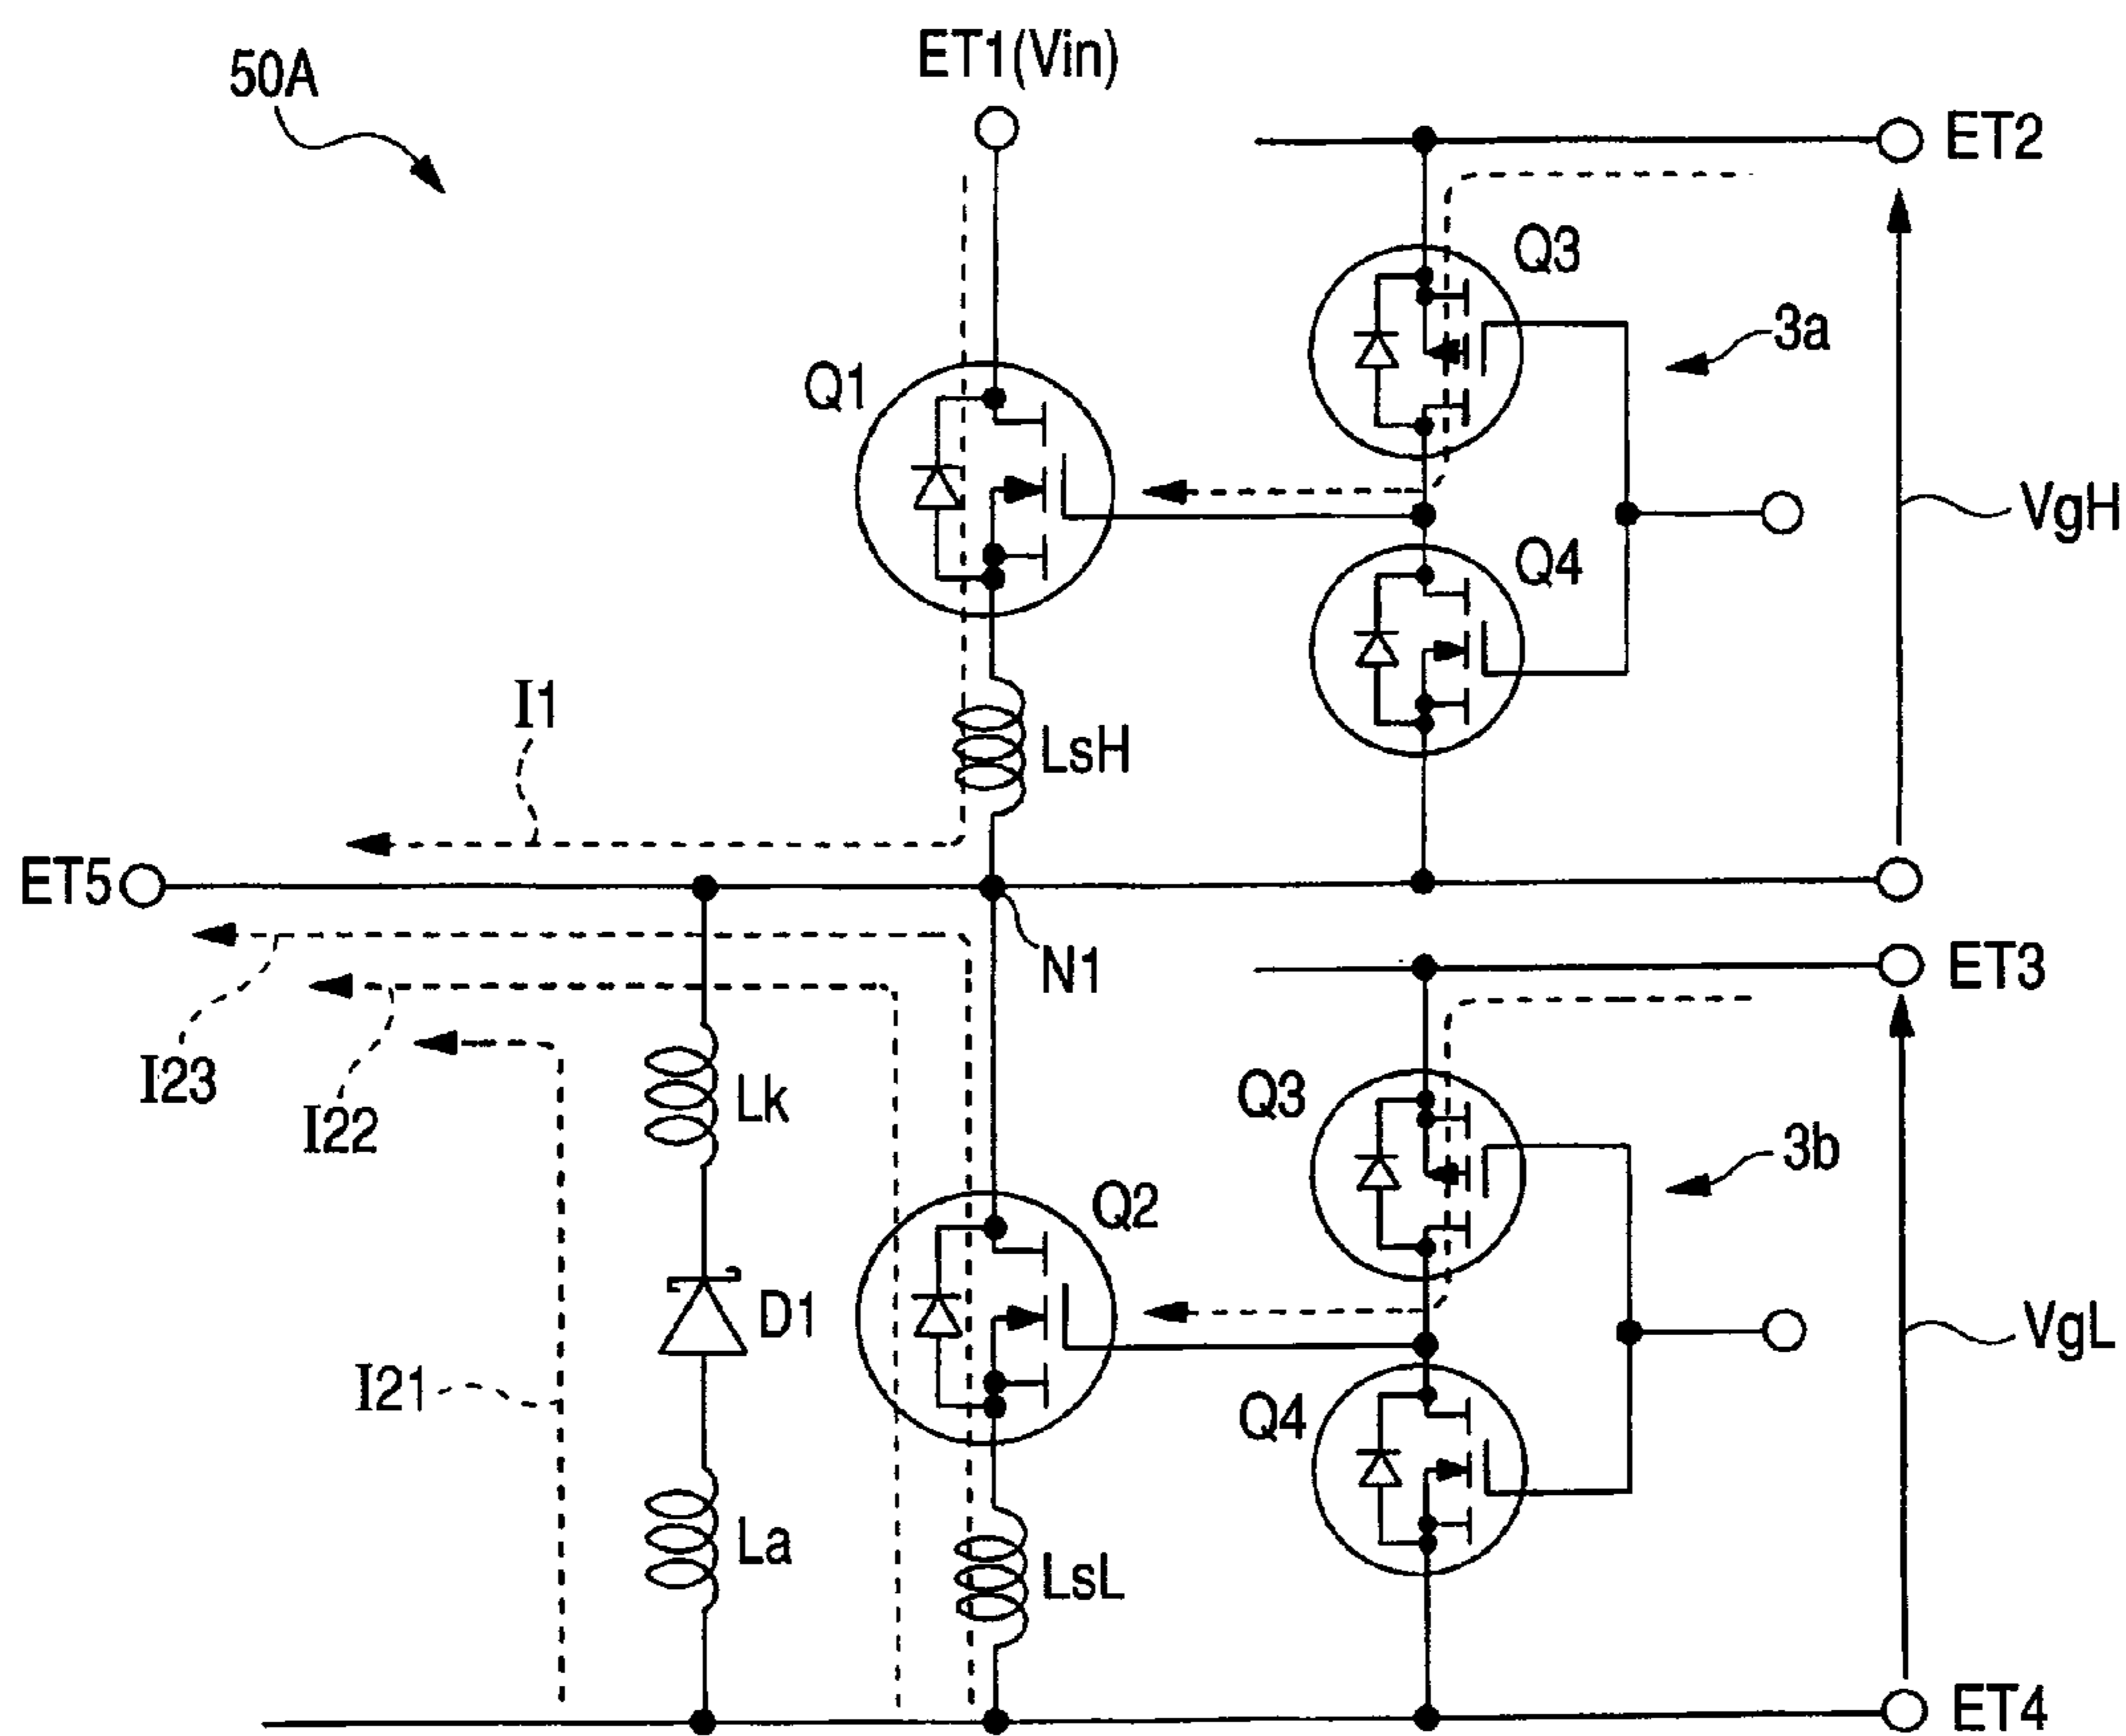 50A
ET1(Vin)
ET2
Q3
3a
Q1
VgH
Q4
LsH
I1
ET5
N1
ET3
I23
I22
Lk
Q3
3b
Q2
D1
VgL
I21
Q4
La
LsL
ET4